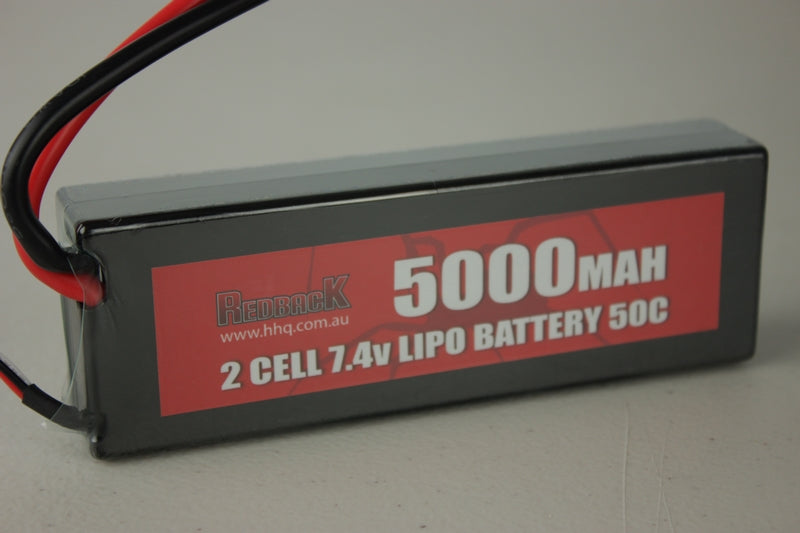 REDBACK
www.hhq.com.au
5000MAH
2 CELL 7.4V LIPO BATTERY 50C